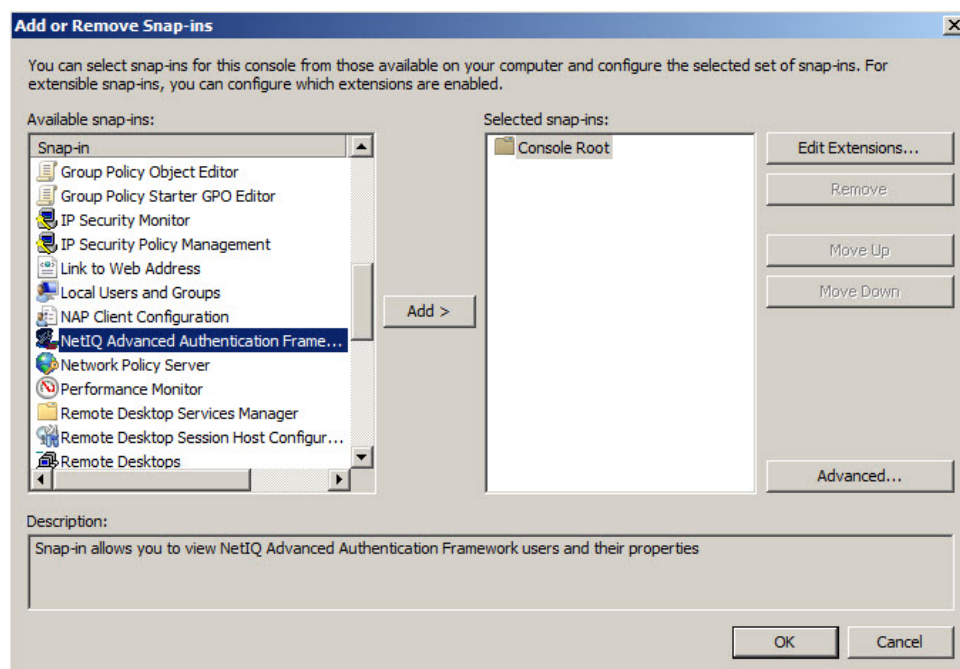 Add or Remove Snap-ins
You can select snap-ins for this console from those available on your computer and configure the selected set of snap-ins. For
extensible snap-ins, you can configure which extensions are enabled.
Available snap-ins:
Snap-in
Group Policy Object Editor
Group Policy Starter GPO Editor
IP Security Monitor
IP Security Policy Management
Link to Web Address
Local Users and Groups
NAP Client Configuration
NetIQ Advanced Authentication Frame...
Network Policy Server
Performance Monitor
Remote Desktop Services Manager
Remote Desktop Session Host Configur...
Remote Desktops
Add >
Selected snap-ins:
Console Root
Edit Extensions...
Remove
Move Up
Move Down
Advanced...
Description:
Snap-in allows you to view NetIQ Advanced Authentication Framework users and their properties
OK
Cancel